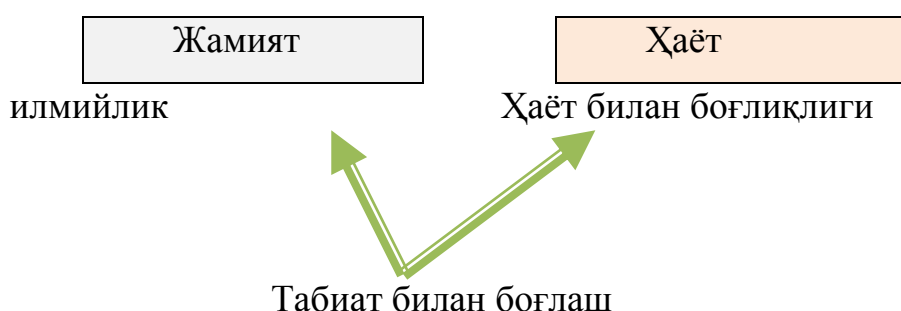 Жамият
Ҳаёт
илмийлик
Ҳаёт билан боғлиқлиги
Табиат билан боғлаш